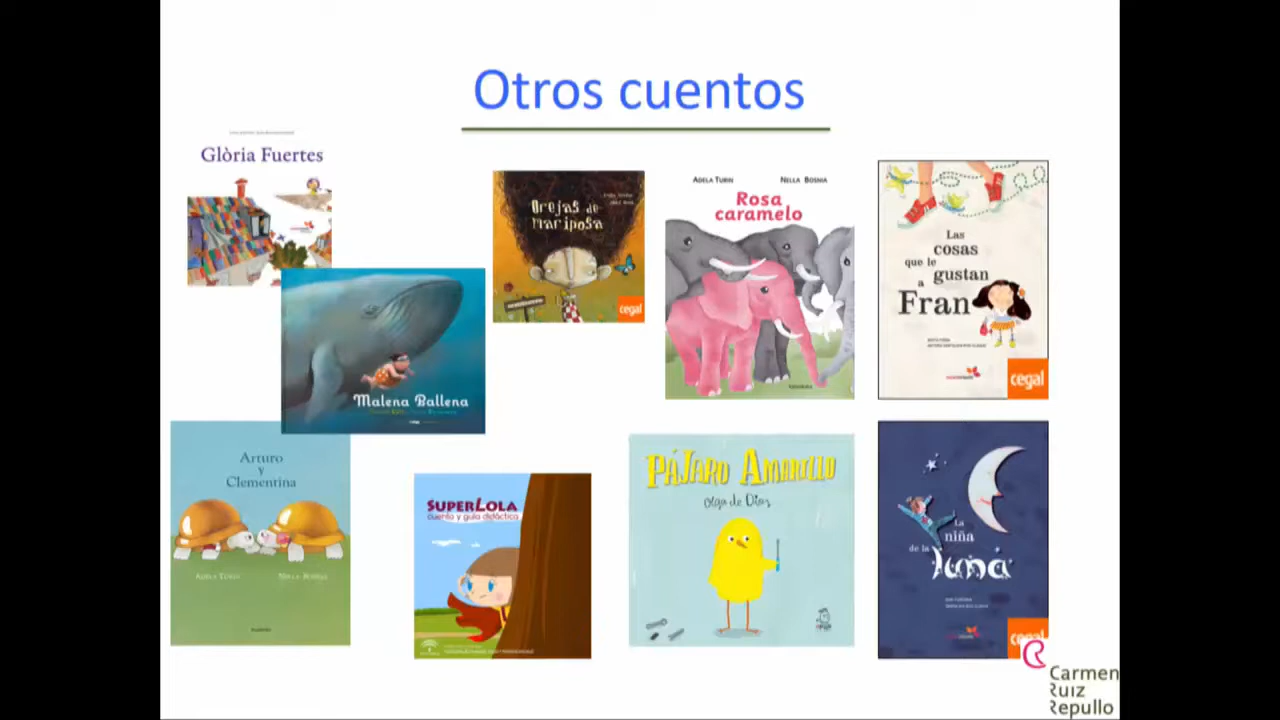 Otros cuentos
Glòria Fuertes
Orejas de
mariposa
cegal
ADELA TURIN NELLA BOSNIA
Rosa
caramelo
Las
cosas
que le
gustan
a
Fran
cegal
Malena Ballena
Arturo
y
Clementina
ADELA TURIN NELLA BOSNIA
SUPERLOLA
cuento y guía didáctica
PÁJARO AMARILLO
Olga de Dios
La
niña
de la
luna
cegal
Carmen
Ruiz
Repullo